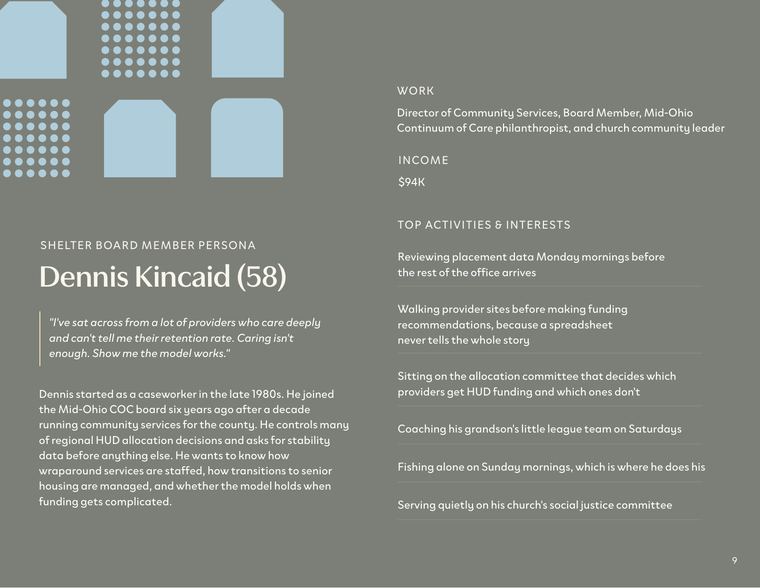 SHELTER BOARD MEMBER PERSONA
Dennis Kincaid (58)
"I've sat across from a lot of providers who care deeply
and can't tell me their retention rate. Caring isn't
enough. Show me the model works."
Dennis started as a caseworker in the late 1980s. He joined
the Mid-Ohio COC board six years ago after a decade
running community services for the county. He controls many
of regional HUD allocation decisions and asks for stability
data before anything else. He wants to know how
wraparound services are staffed, how transitions to senior
housing are managed, and whether the model holds when
funding gets complicated.
WORK
Director of Community Services, Board Member, Mid-Ohio
Continuum of Care philanthropist, and church community leader
INCOME
$94K
TOP ACTIVITIES & INTERESTS
Reviewing placement data Monday mornings before
the rest of the office arrives
Walking provider sites before making funding
recommendations, because a spreadsheet
never tells the whole story
Sitting on the allocation committee that decides which
providers get HUD funding and which ones don't
Coaching his grandson's little league team on Saturdays
Fishing alone on Sunday mornings, which is where he does his
Serving quietly on his church's social justice committee
9